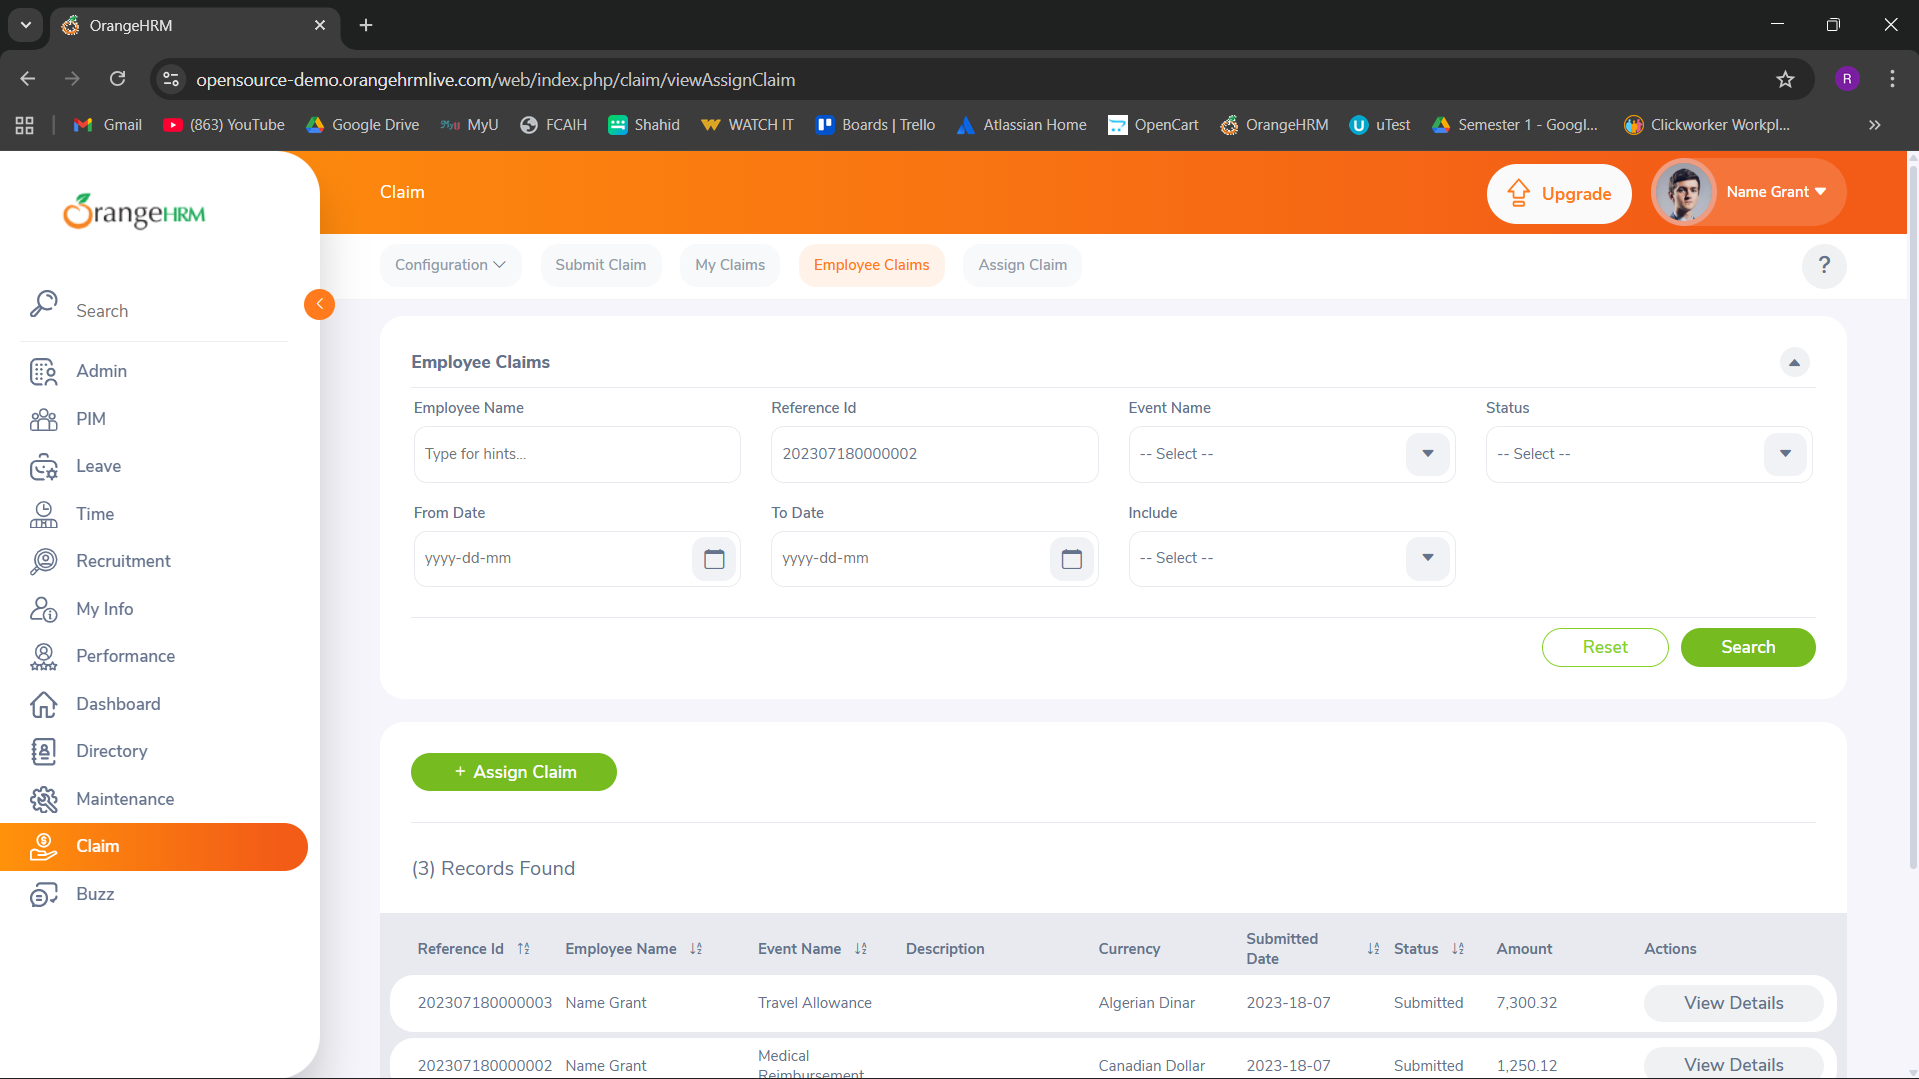 OrangeHRM
opensource-demo.orangehrmlive.com/web/index.php/claim/viewAssignClaim
R
Gmail
(863) YouTube
Google Drive
MyU
FCAIH
Shahid
WATCH IT
Boards | Trello
Atlassian Home
OpenCart
OrangeHRM
uTest
Semester 1 - Googl...
Clickworker Workpl...
OrangeHRM
Claim
Upgrade
Name Grant
Configuration
Submit Claim
My Claims
Employee Claims
Assign Claim
?
Search
Admin
PIM
Leave
Time
Recruitment
My Info
Performance
Dashboard
Directory
Maintenance
Claim
Buzz
Employee Claims
Employee Name
Reference Id
Event Name
Status
Type for hints...
202307180000002
-- Select --
-- Select --
From Date
To Date
Include
yyyy-dd-mm
yyyy-dd-mm
-- Select --
Reset
Search
+ Assign Claim
(3) Records Found
Reference Id
Employee Name
Event Name
Description
Currency
Submitted
Date
Status
Amount
Actions
202307180000003 Name Grant Travel Allowance Algerian Dinar 2023-18-07 Submitted 7,300.32 View Details
202307180000002 Name Grant Medical
Reimbursement
Canadian Dollar 2023-18-07 Submitted 1,250.12 View Details